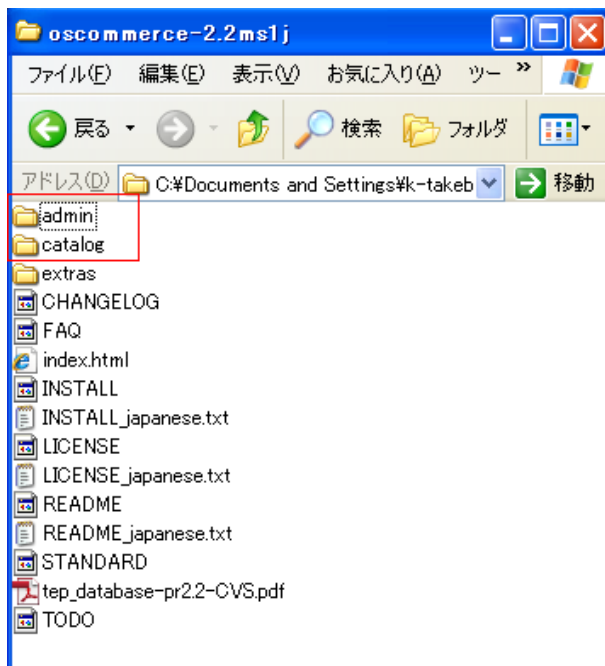 oscommerce-2.2ms1j
ファイル(F) 編集(E) 表示(V) お気に入り(A) ツー »
戻る 検索 フォルダ
アドレス(D) C:¥Documents and Settings¥k-takeb 移動
admin
catalog
extras
CHANGELOG
FAQ
index.html
INSTALL
INSTALL_japanese.txt
LICENSE
LICENSE_japanese.txt
README
README_japanese.txt
STANDARD
tep_database-pr2.2-CVS.pdf
TODO